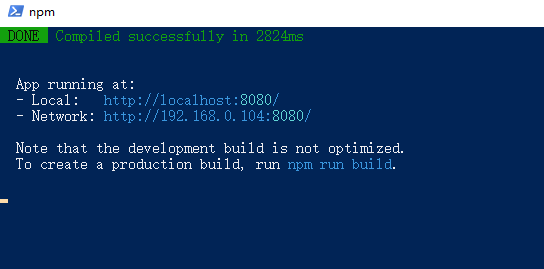 npm
DONE Compiled successfully in 2824ms
App running at:
- Local: http://localhost:8080/
- Network: http://192.168.0.104:8080/
Note that the development build is not optimized.
To create a production build, run npm run build.